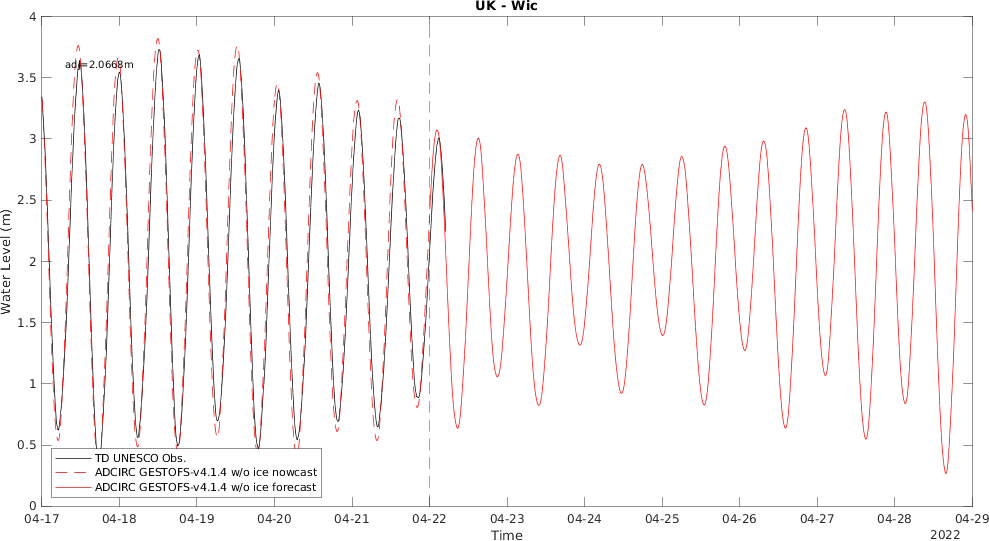 UK - Wic
4
3.5
3
2.5
2
1.5
1
0.5
0
Water Level (m)
adj=2.0668m
TD UNESCO Obs.
ADCIRC GESTOFS-v4.1.4 w/o ice nowcast
ADCIRC GESTOFS-v4.1.4 w/o ice forecast
04-17 04-18 04-19 04-20 04-21 04-22 04-23 04-24 04-25 04-26 04-27 04-28 04-29
Time
2022